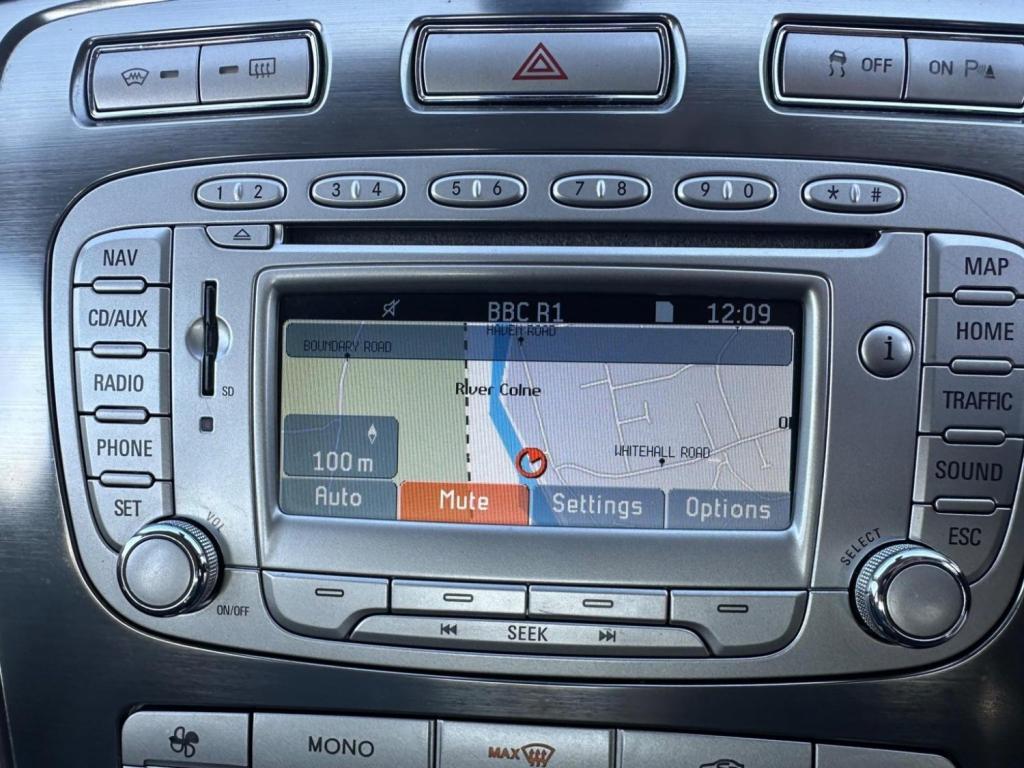 OFF
ON P
1 2
3 4
5 6
7 8
9 0
* #
NAV
CD/AUX
RADIO
PHONE
SET
SD
VOL
ON/OFF
BBC R1
12:09
HAVEN ROAD
BOUNDARY ROAD
River Colne
WHITEHALL ROAD
100 m
Auto
Mute
Settings
Options
i
MAP
HOME
TRAFFIC
SOUND
ESC
SELECT
SEEK
MONO
MAX